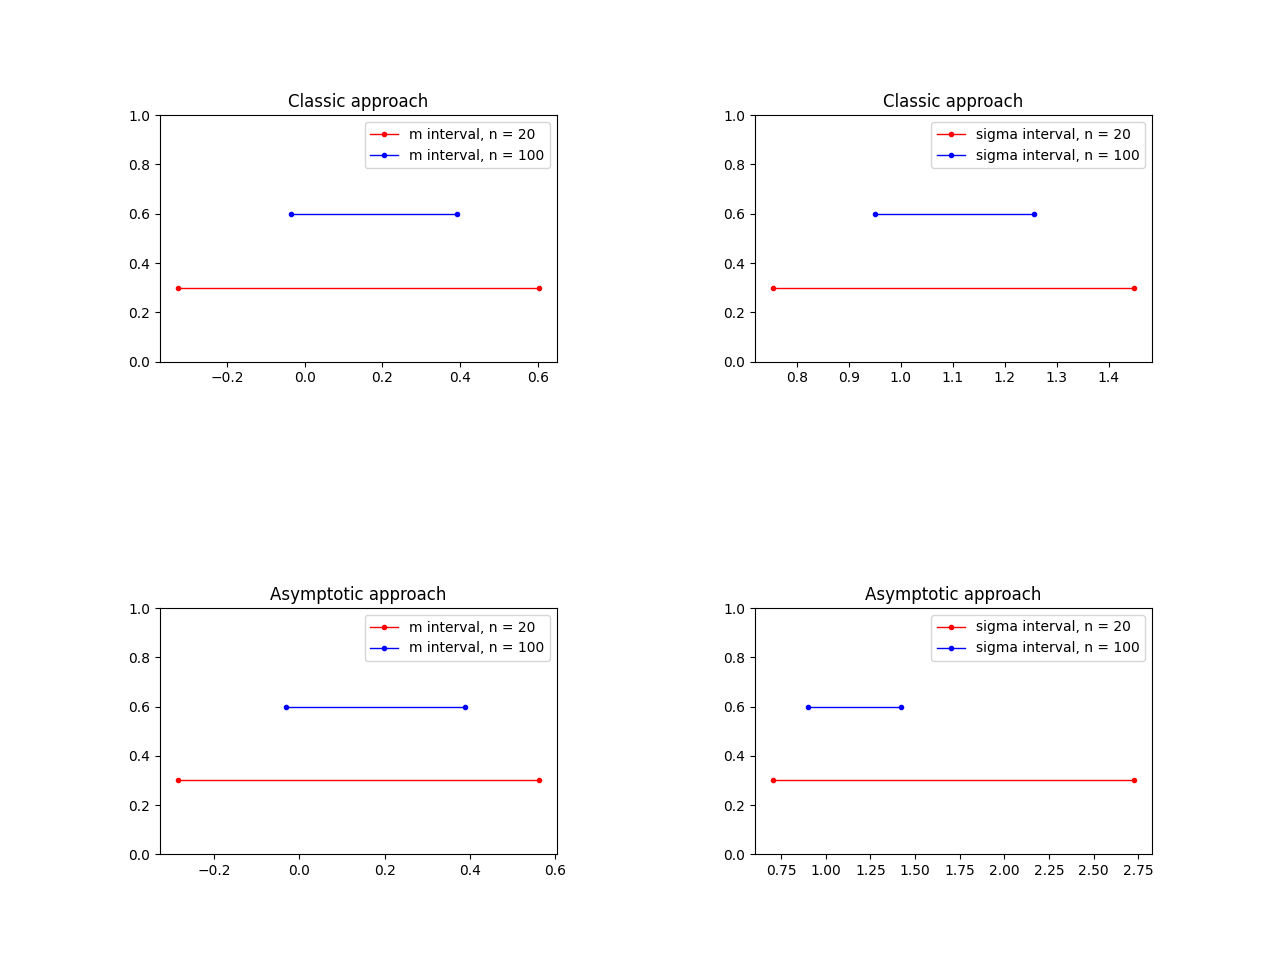 Classic approach
1.0
0.8
0.6
0.4
0.2
0.0
m interval, n = 20
m interval, n = 100
−0.2 0.0 0.2 0.4 0.6
Classic approach
1.0
0.8
0.6
0.4
0.2
0.0
sigma interval, n = 20
sigma interval, n = 100
0.8 0.9 1.0 1.1 1.2 1.3 1.4
Asymptotic approach
1.0
0.8
0.6
0.4
0.2
0.0
m interval, n = 20
m interval, n = 100
−0.2 0.0 0.2 0.4 0.6
Asymptotic approach
1.0
0.8
0.6
0.4
0.2
0.0
sigma interval, n = 20
sigma interval, n = 100
0.75 1.00 1.25 1.50 1.75 2.00 2.25 2.50 2.75